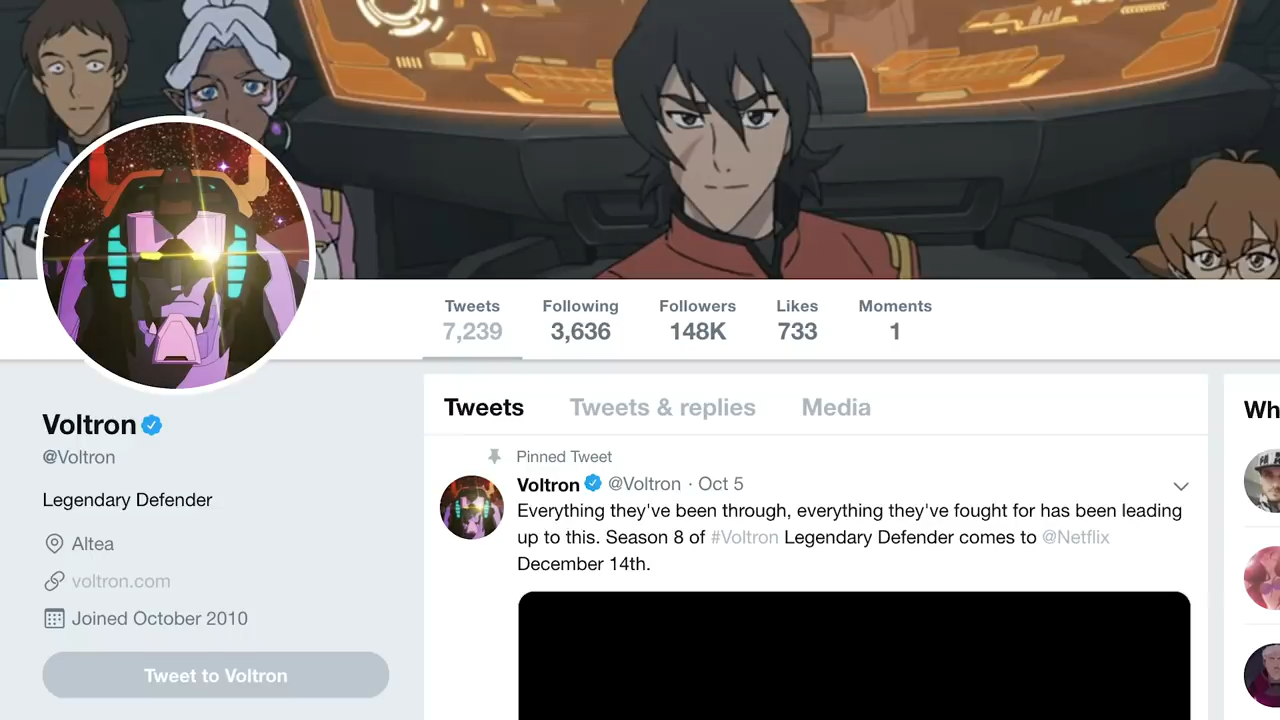 Tweets Following Followers Likes Moments
7,239 3,636 148K 733 1
Voltron
@Voltron
Legendary Defender
Altea
voltron.com
Joined October 2010
Tweet to Voltron
Tweets Tweets & replies Media
Pinned Tweet
Voltron @Voltron · Oct 5
Everything they've been through, everything they've fought for has been leading
up to this. Season 8 of #Voltron Legendary Defender comes to @Netflix
December 14th.